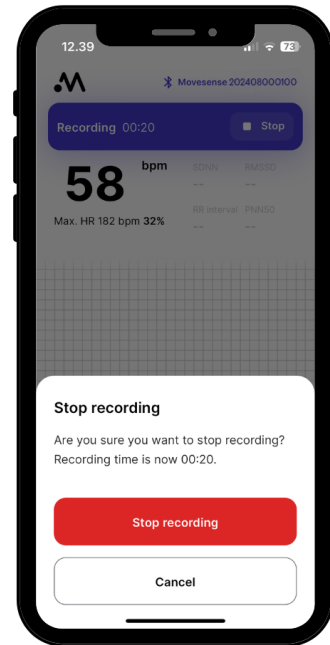 12.39
73
Movesense 202408000100
Recording 00:20
Stop
58 bpm
SDNN RMSSD
-- --
RR Interval PNN50
-- --
Max. HR 182 bpm 32%
Stop recording
Are you sure you want to stop recording?
Recording time is now 00:20.
Stop recording
Cancel